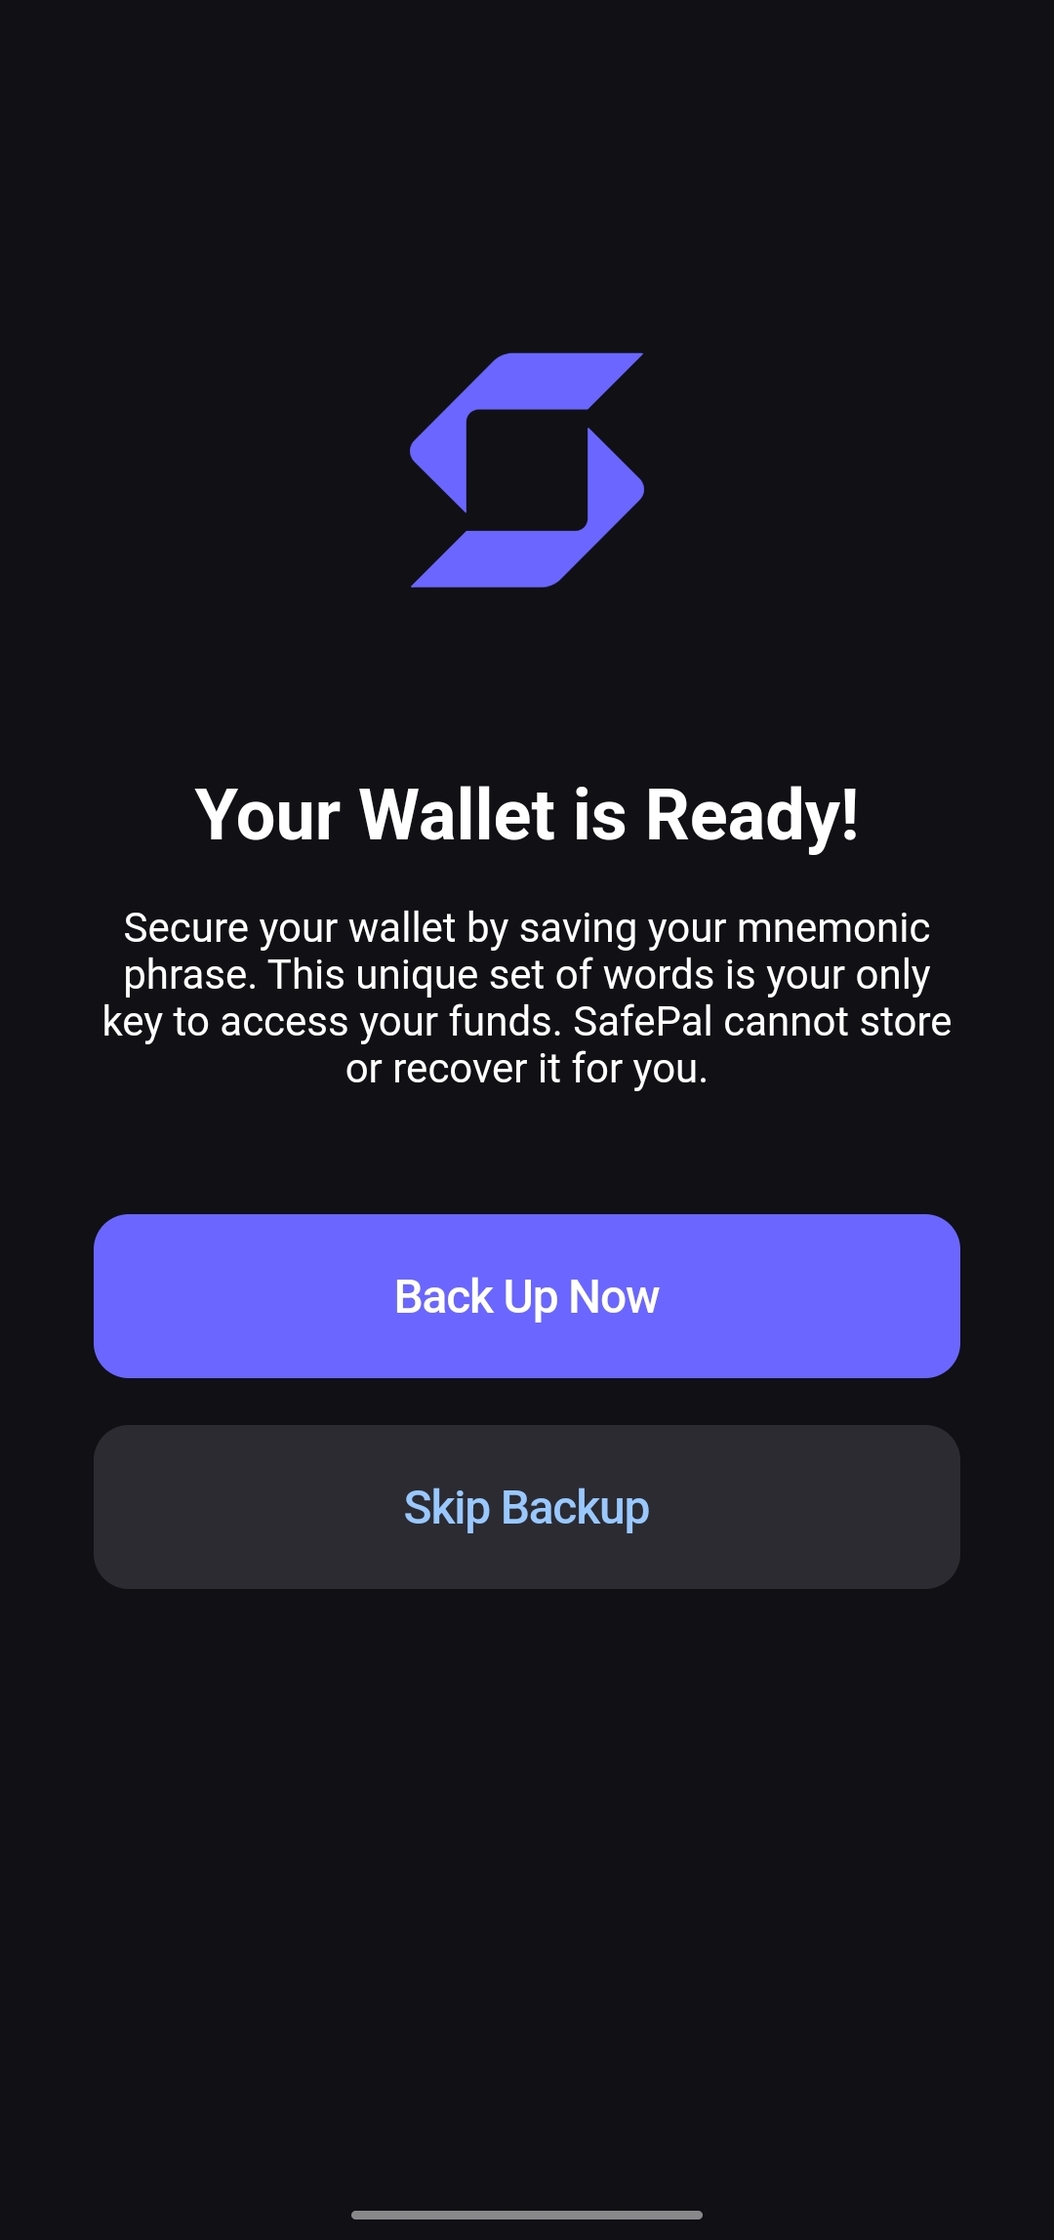 Your Wallet is Ready!
Secure your wallet by saving your mnemonic
phrase. This unique set of words is your only
key to access your funds. SafePal cannot store
or recover it for you.
Back Up Now
Skip Backup